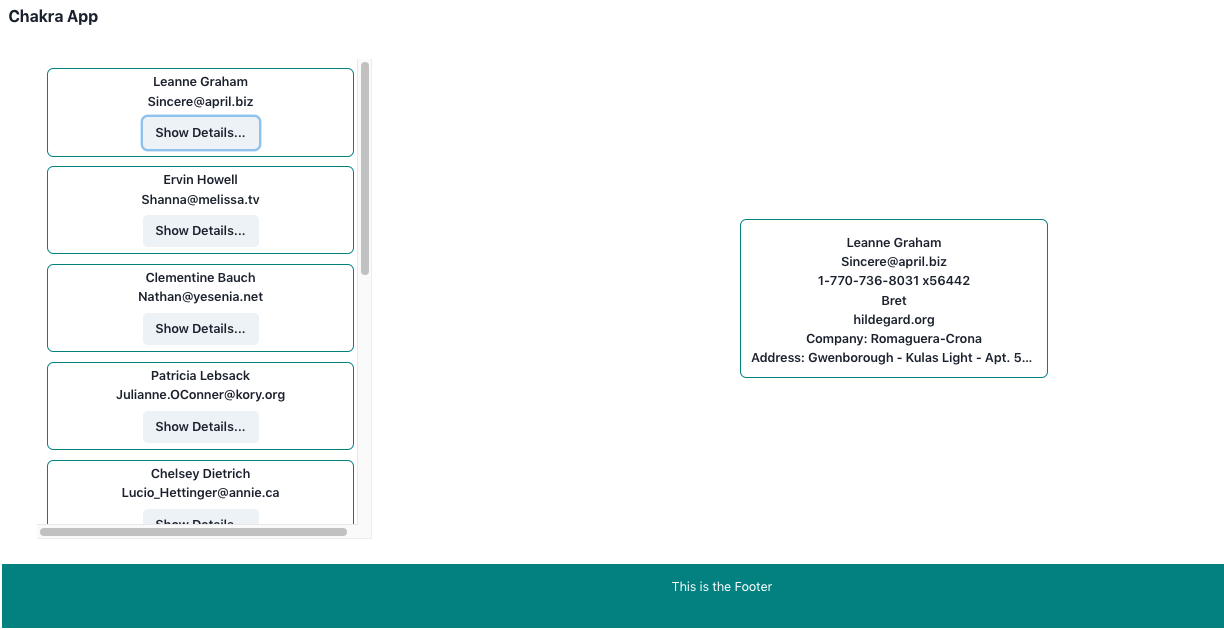 Chakra App
Leanne Graham
Sincere@april.biz
Show Details...
Ervin Howell
Shanna@melissa.tv
Show Details...
Clementine Bauch
Nathan@yesenia.net
Show Details...
Patricia Lebsack
Julianne.OConner@kory.org
Show Details...
Chelsey Dietrich
Lucio_Hettinger@annie.ca
Show Details...
Leanne Graham
Sincere@april.biz
1-770-736-8031 x56442
Bret
hildegard.org
Company: Romaguera-Crona
Address: Gwenborough - Kulas Light - Apt. 5...
This is the Footer